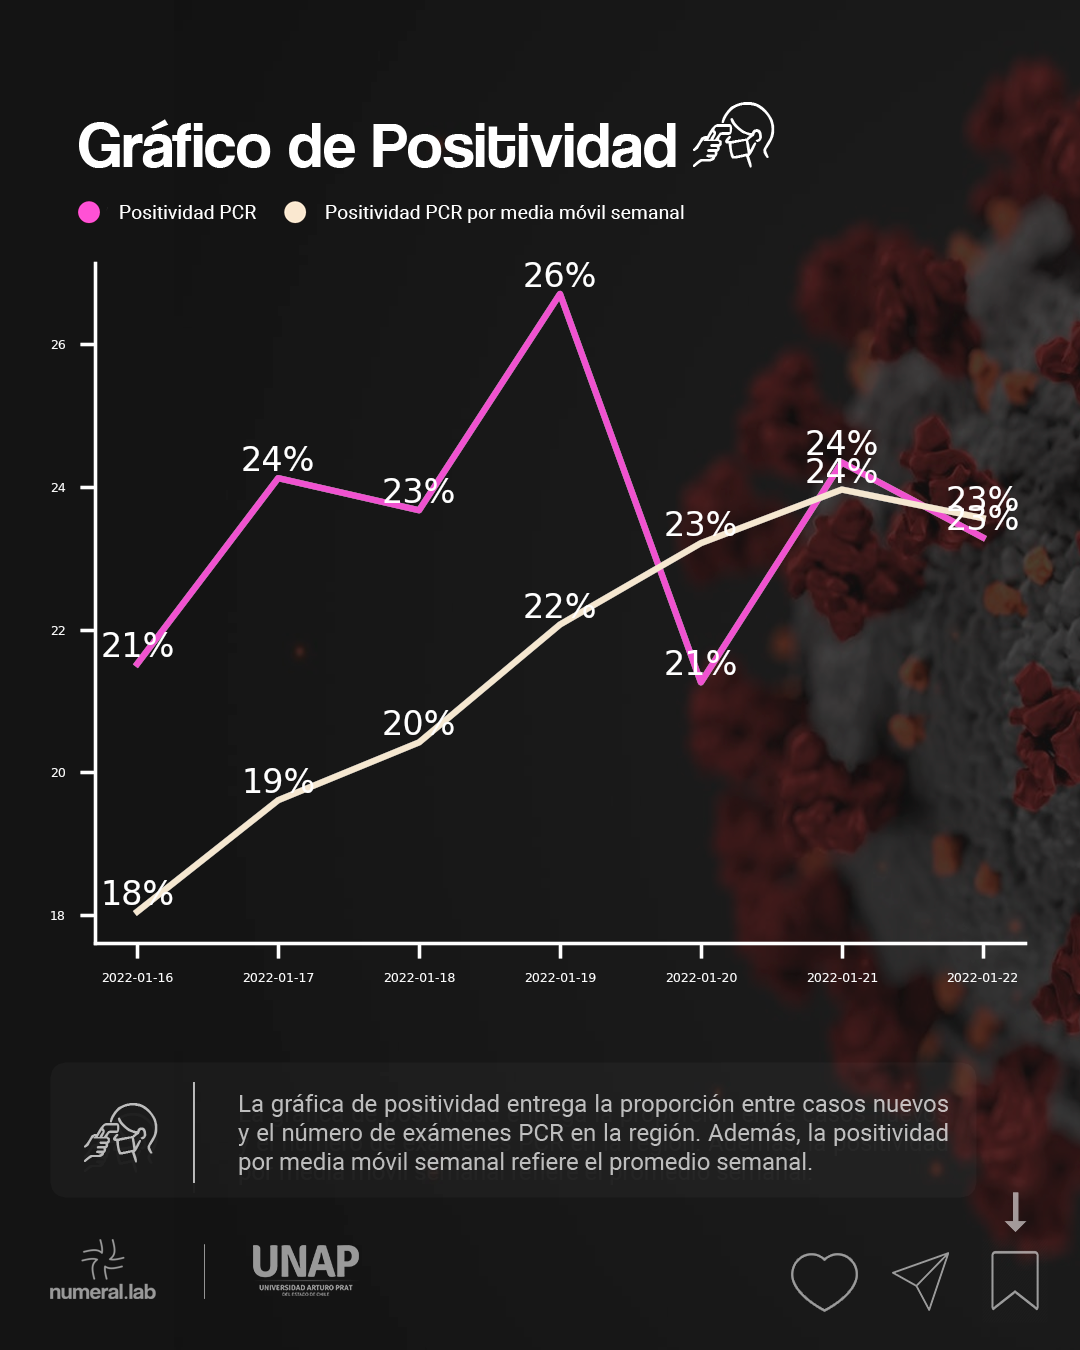 Gráfico de Positividad
Positividad PCR
Positividad PCR por media móvil semanal
26%
26
24%
24%
24%
24
23%
23%
23%
23%
22%
22
21%
21%
20%
20
19%
18%
18
2022-01-16 2022-01-17 2022-01-18 2022-01-19 2022-01-20 2022-01-21 2022-01-22
La gráfica de positividad entrega la proporción entre casos nuevos
y el número de exámenes PCR en la región. Además, la positividad
por media móvil semanal refiere el promedio semanal.
numeral.lab
UNAP
UNIVERSIDAD ARTURO PRAT
DEL ESTADO DE CHILE